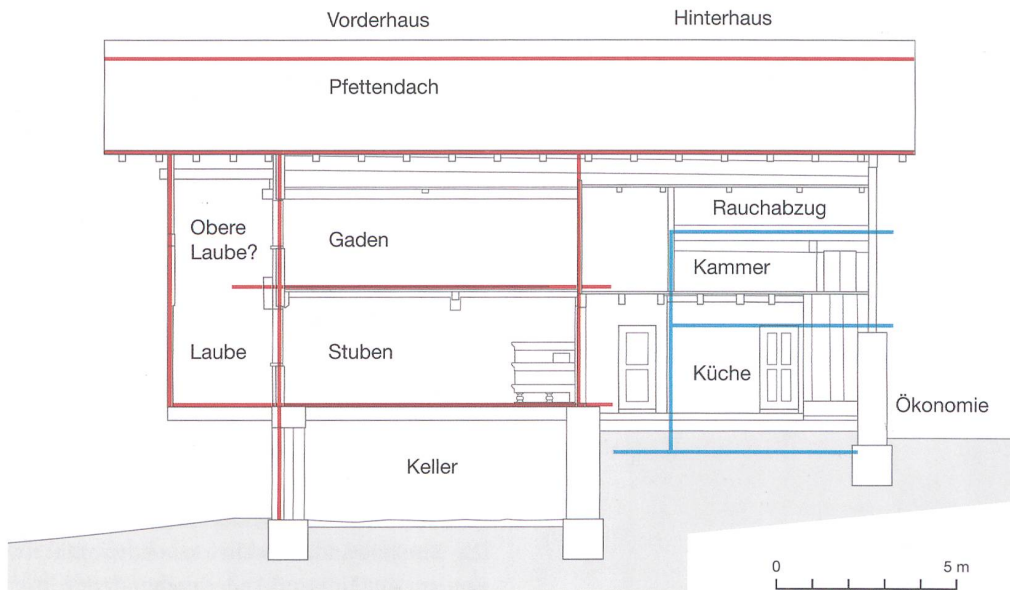 Vorderhaus
Hinterhaus
Pfettendach
Obere
Laube?
Gaden
Rauchabzug
Kammer
Laube
Stuben
Küche
Ökonomie
Keller
0
5 m